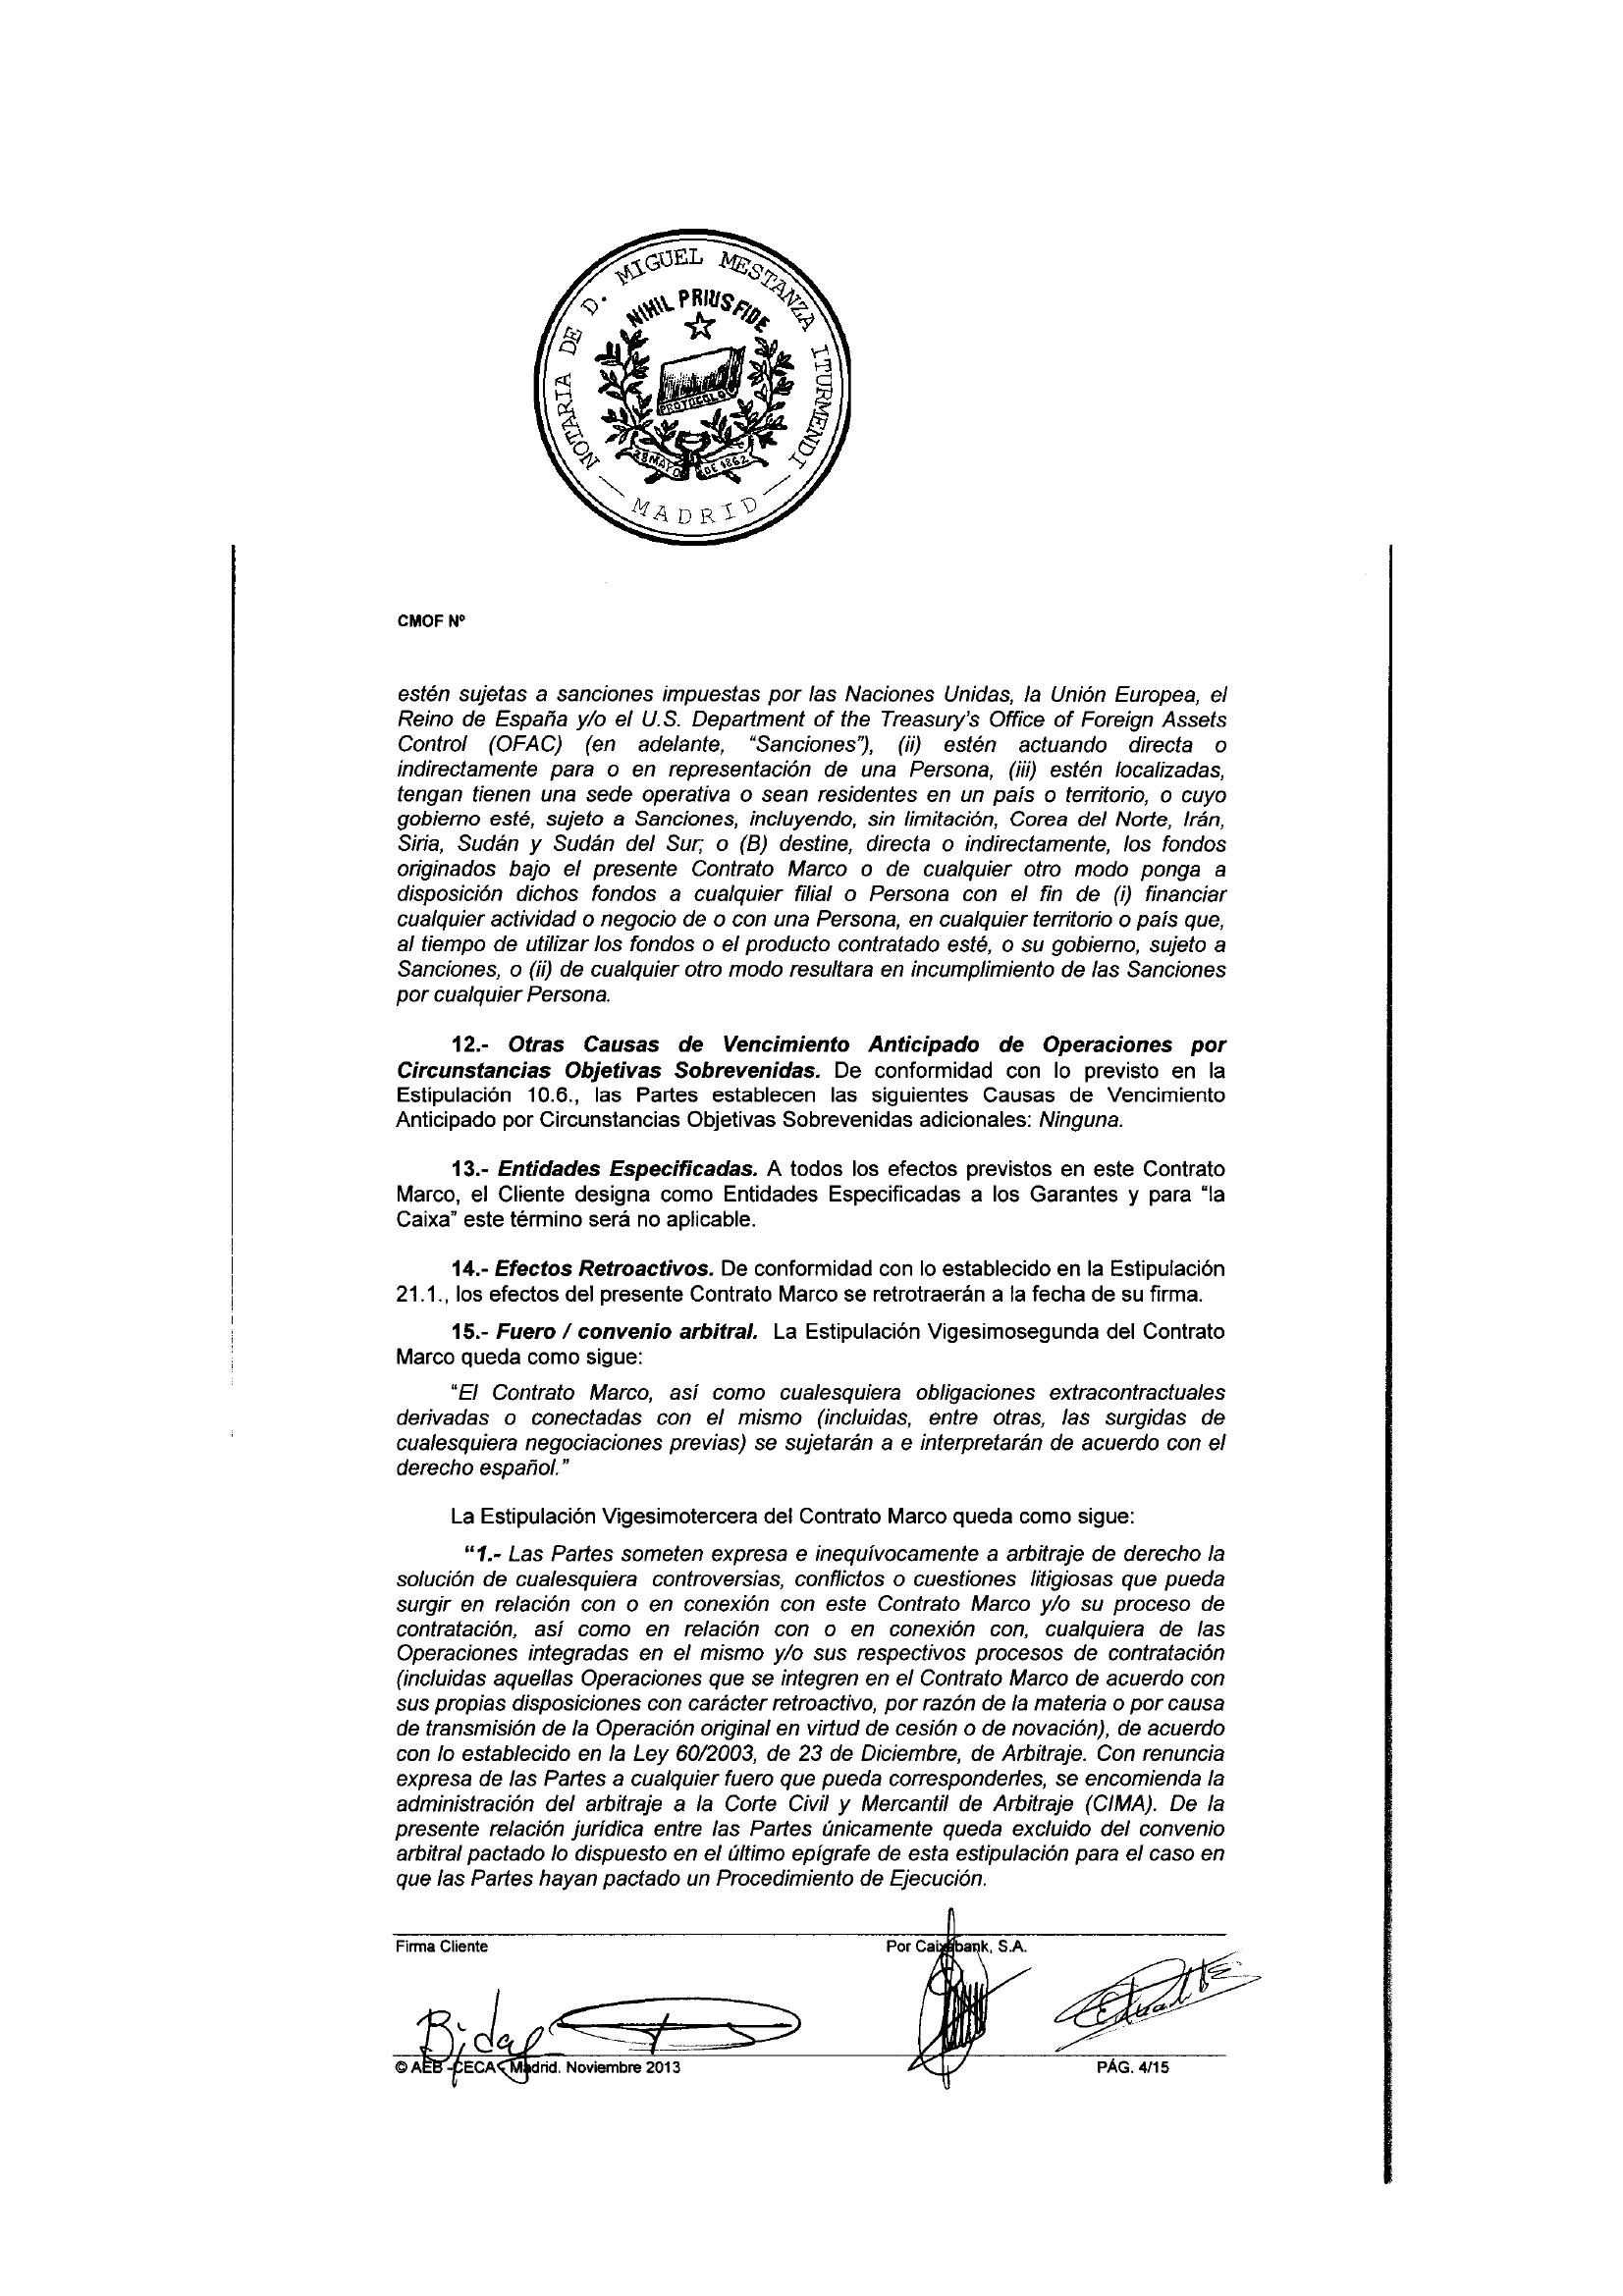 NOTARIA DE D. MIGUEL MESTANZA ITURMENDI
NIHIL PRIUS FIDE
PROTOCOLO
28 MAYO DE 1862
MADRID
CMOF Nº
estén sujetas a sanciones impuestas por las Naciones Unidas, la Unión Europea, el
Reino de España y/o el U.S. Department of the Treasury's Office of Foreign Assets
Control (OFAC) (en adelante, “Sanciones”), (ii) estén actuando directa o
indirectamente para o en representación de una Persona, (iii) estén localizadas,
tengan tienen una sede operativa o sean residentes en un país o territorio, o cuyo
gobierno esté, sujeto a Sanciones, incluyendo, sin limitación, Corea del Norte, Irán,
Siria, Sudán y Sudán del Sur; o (B) destine, directa o indirectamente, los fondos
originados bajo el presente Contrato Marco o de cualquier otro modo ponga a
disposición dichos fondos a cualquier filial o Persona con el fin de (i) financiar
cualquier actividad o negocio de o con una Persona, en cualquier territorio o país que,
al tiempo de utilizar los fondos o el producto contratado esté, o su gobierno, sujeto a
Sanciones, o (ii) de cualquier otro modo resultara en incumplimiento de las Sanciones
por cualquier Persona.
12.- Otras Causas de Vencimiento Anticipado de Operaciones por
Circunstancias Objetivas Sobrevenidas. De conformidad con lo previsto en la
Estipulación 10.6., las Partes establecen las siguientes Causas de Vencimiento
Anticipado por Circunstancias Objetivas Sobrevenidas adicionales: Ninguna.
13.- Entidades Especificadas. A todos los efectos previstos en este Contrato
Marco, el Cliente designa como Entidades Especificadas a los Garantes y para “la
Caixa” este término será no aplicable.
14.- Efectos Retroactivos. De conformidad con lo establecido en la Estipulación
21.1., los efectos del presente Contrato Marco se retrotraerán a la fecha de su firma.
15.- Fuero / convenio arbitral. La Estipulación Vigesimosegunda del Contrato
Marco queda como sigue:
“El Contrato Marco, así como cualesquiera obligaciones extracontractuales
derivadas o conectadas con el mismo (incluidas, entre otras, las surgidas de
cualesquiera negociaciones previas) se sujetarán a e interpretarán de acuerdo con el
derecho español.”
La Estipulación Vigesimotercera del Contrato Marco queda como sigue:
“1.- Las Partes someten expresa e inequívocamente a arbitraje de derecho la
solución de cualesquiera controversias, conflictos o cuestiones litigiosas que pueda
surgir en relación con o en conexión con este Contrato Marco y/o su proceso de
contratación, así como en relación con o en conexión con, cualquiera de las
Operaciones integradas en el mismo y/o sus respectivos procesos de contratación
(incluidas aquellas Operaciones que se integren en el Contrato Marco de acuerdo con
sus propias disposiciones con carácter retroactivo, por razón de la materia o por causa
de transmisión de la Operación original en virtud de cesión o de novación), de acuerdo
con lo establecido en la Ley 60/2003, de 23 de Diciembre, de Arbitraje. Con renuncia
expresa de las Partes a cualquier fuero que pueda corresponderles, se encomienda la
administración del arbitraje a la Corte Civil y Mercantil de Arbitraje (CIMA). De la
presente relación jurídica entre las Partes únicamente queda excluido del convenio
arbitral pactado lo dispuesto en el último epígrafe de esta estipulación para el caso en
que las Partes hayan pactado un Procedimiento de Ejecución.
Firma Cliente
Por Caixabank, S.A.
© AEB -CECA Madrid. Noviembre 2013
PÁG. 4/15